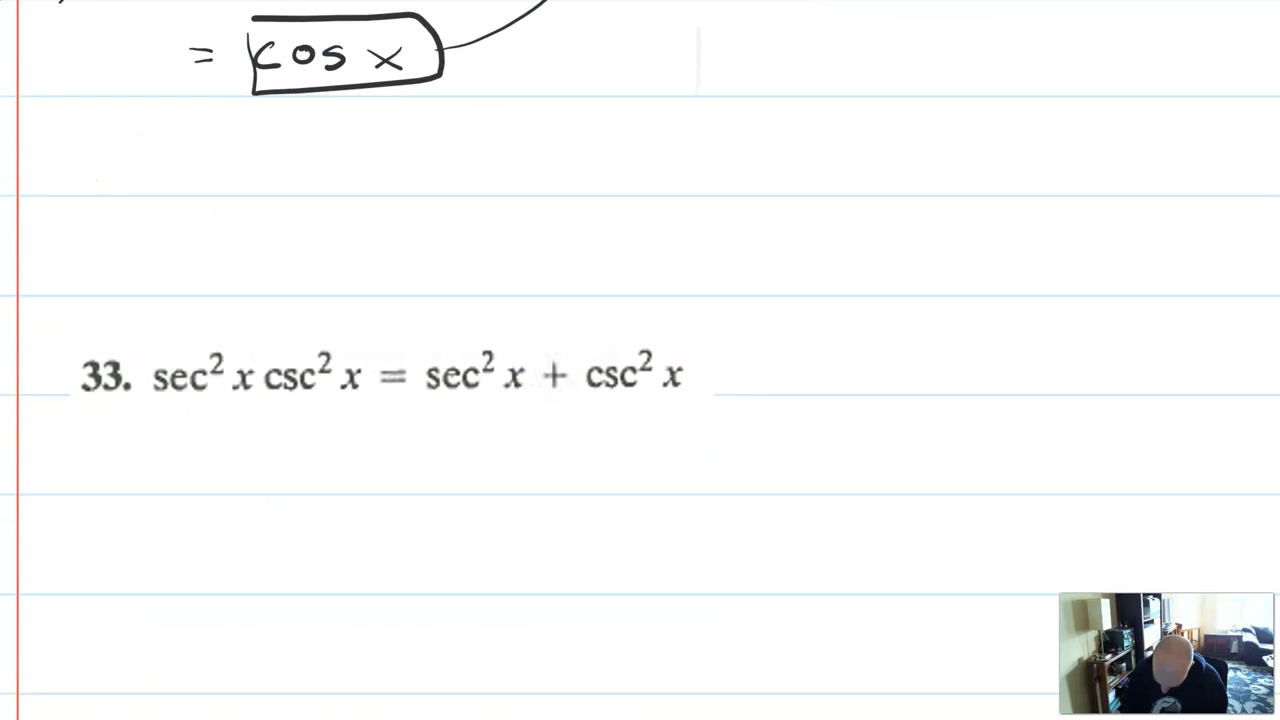 = cos x
33. sec² x csc² x = sec² x + csc² x